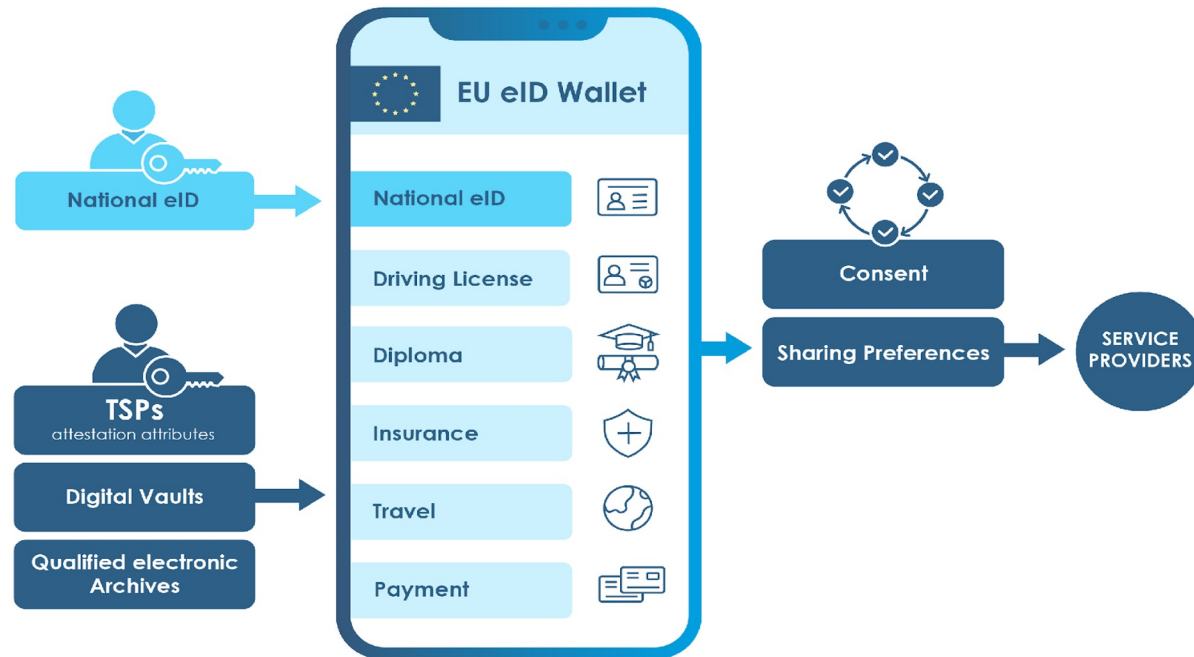 EU eID Wallet
National eID
National eID
Driving License
Diploma
Insurance
Travel
Payment
TSPs
attestation attributes
Digital Vaults
Qualified electronic
Archives
Consent
Sharing Preferences
SERVICE
PROVIDERS